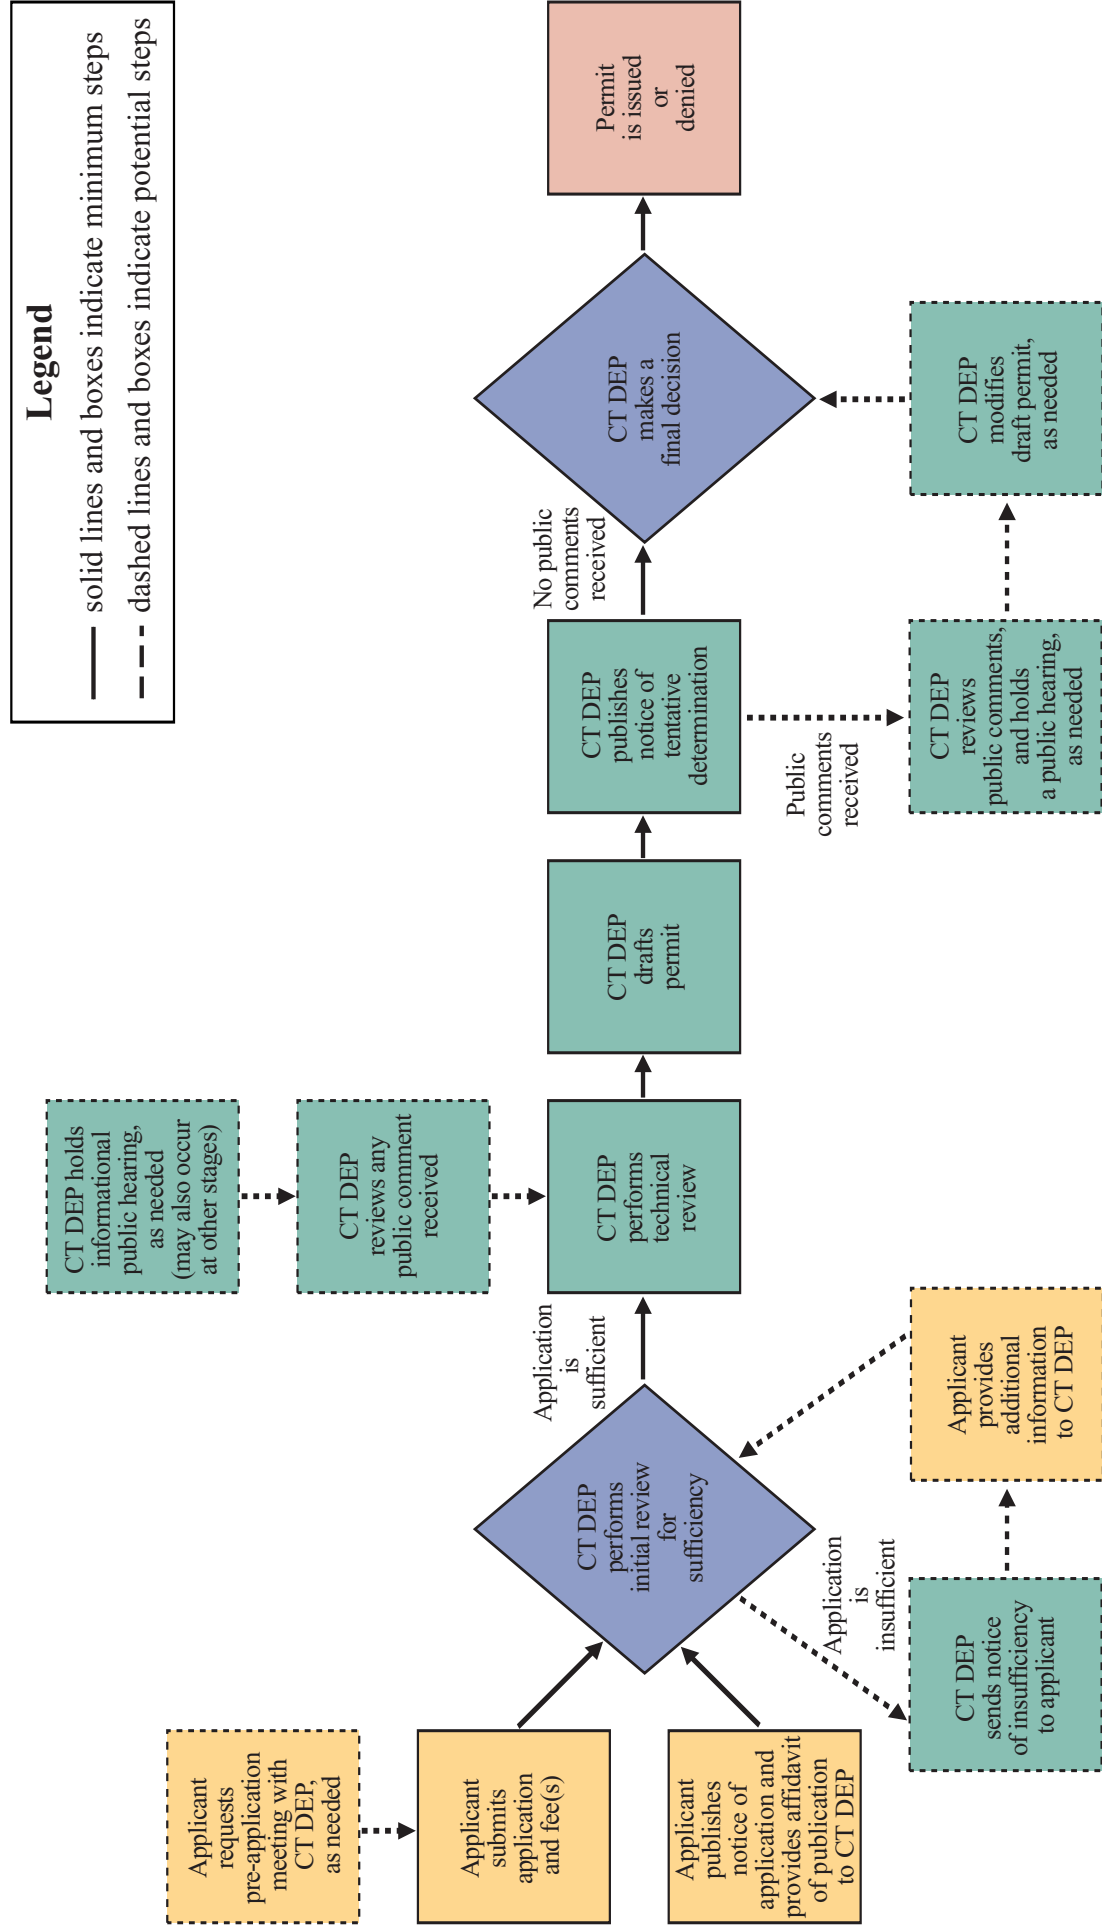 Legend
solid lines and boxes indicate minimum steps
dashed lines and boxes indicate potential steps
Applicant
requests
pre-application
meeting with
CT DEP,
as needed
Applicant
submits
application
and fee(s)
Applicant
publishes
notice of
application and
provides affidavit
of publication
to CT DEP
CT DEP
performs
initial review
for
sufficiency
Application
is
insufficient
CT DEP
sends notice
of insufficiency
to applicant
Applicant
provides
additional
information
to CT DEP
Application
is
sufficient
CT DEP holds
informational
public hearing,
as needed
(may also occur
at other stages)
CT DEP
reviews any
public comment
received
CT DEP
performs
technical
review
CT DEP
drafts
permit
CT DEP
publishes
notice of
tentative
determination
Public
comments
received
CT DEP
reviews
public comments,
and holds
a public hearing,
as needed
CT DEP
modifies
draft permit,
as needed
No public
comments
received
CT DEP
makes a
final decision
Permit
is issued
or
denied